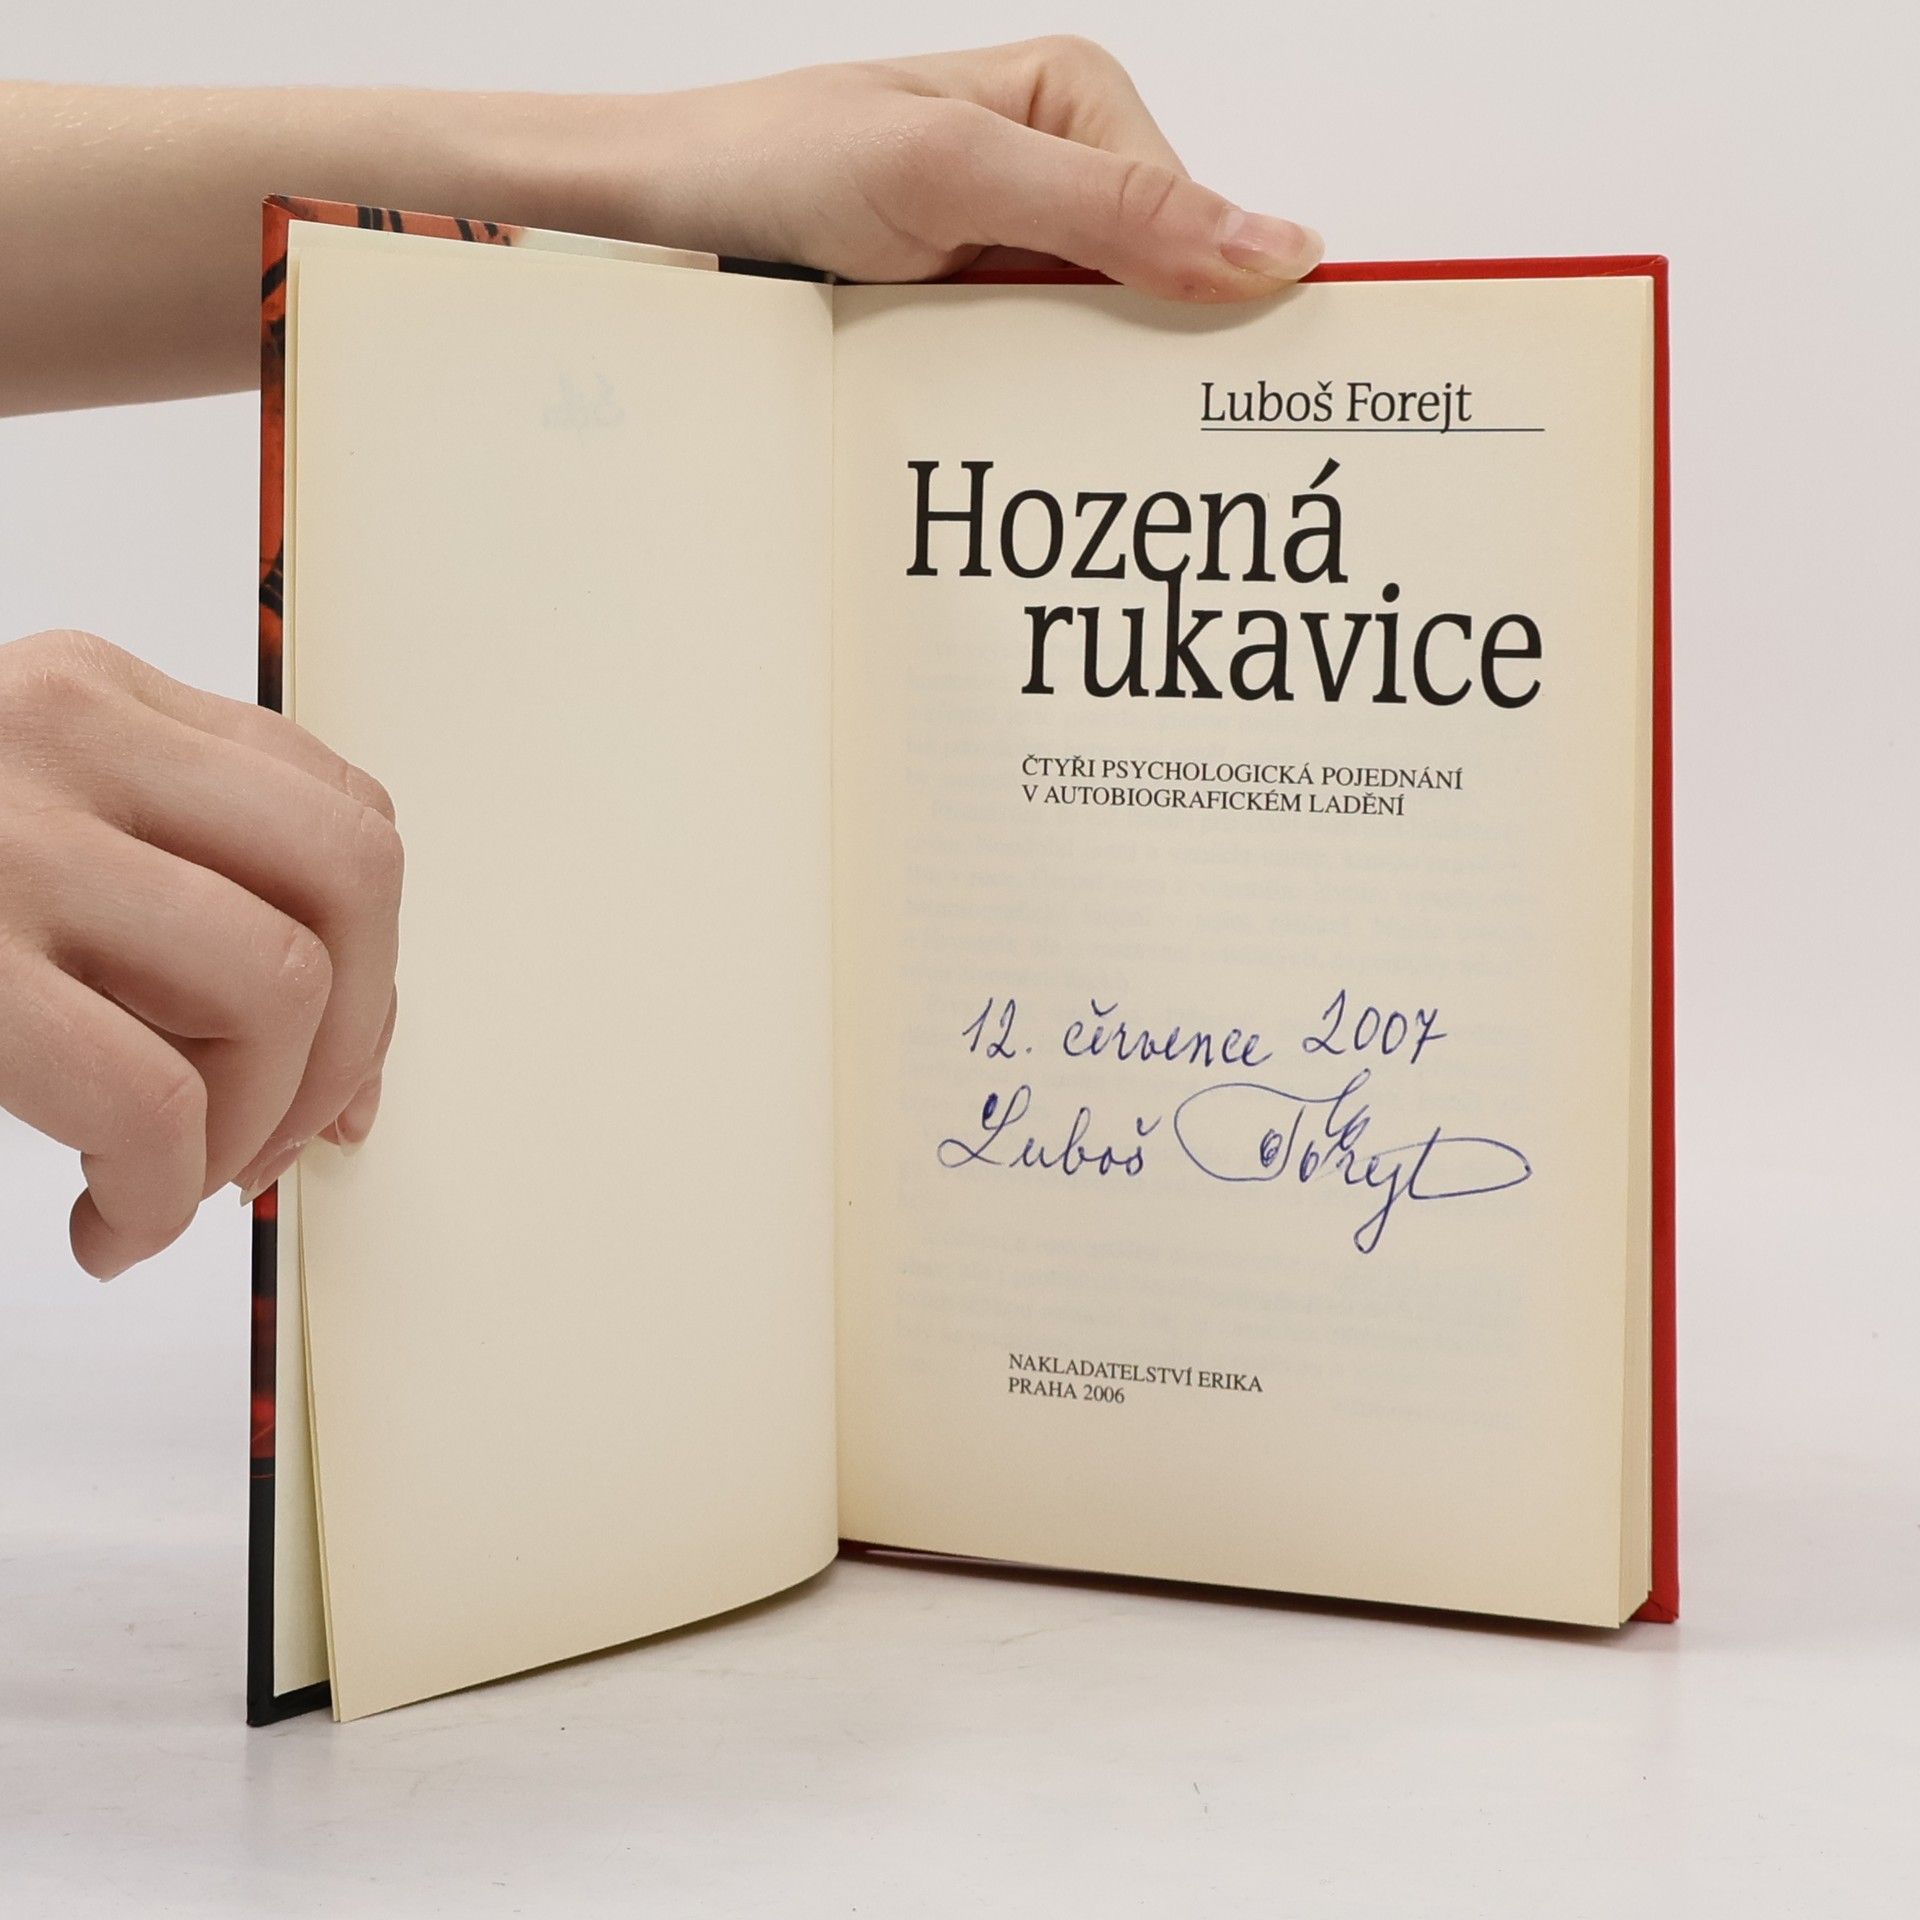 Luboš Forejt
Hozená
rukavice
ČTYŘI PSYCHOLOGICKÁ POJEDNÁNÍ
V AUTOBIOGRAFICKÉM LADĚNÍ
12. července 2007
Luboš Forejt
NAKLADATELSTVÍ ERIKA
PRAHA 2006